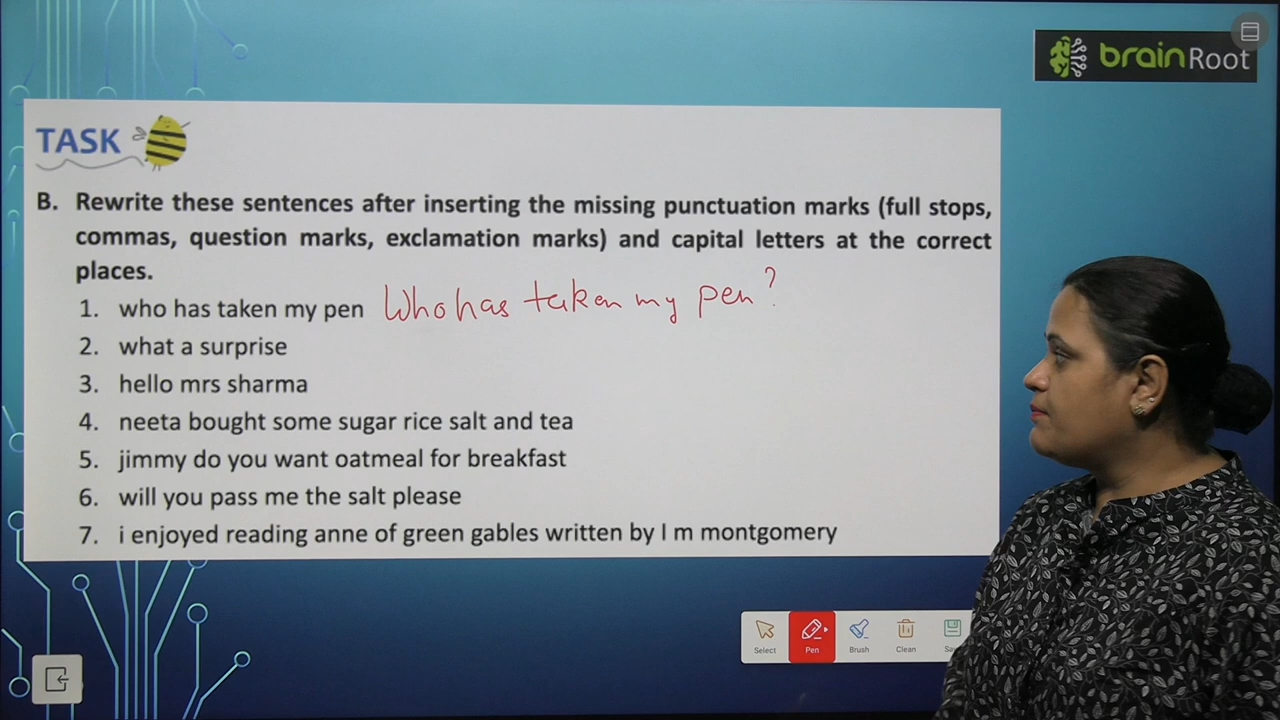 brainRoot
TASK
B. Rewrite these sentences after inserting the missing punctuation marks (full stops,
commas, question marks, exclamation marks) and capital letters at the correct
places.
1. who has taken my pen Who has taken my pen?
2. what a surprise
3. hello mrs sharma
4. neeta bought some sugar rice salt and tea
5. jimmy do you want oatmeal for breakfast
6. will you pass me the salt please
7. i enjoyed reading anne of green gables written by l m montgomery
Select Pen Brush Clean